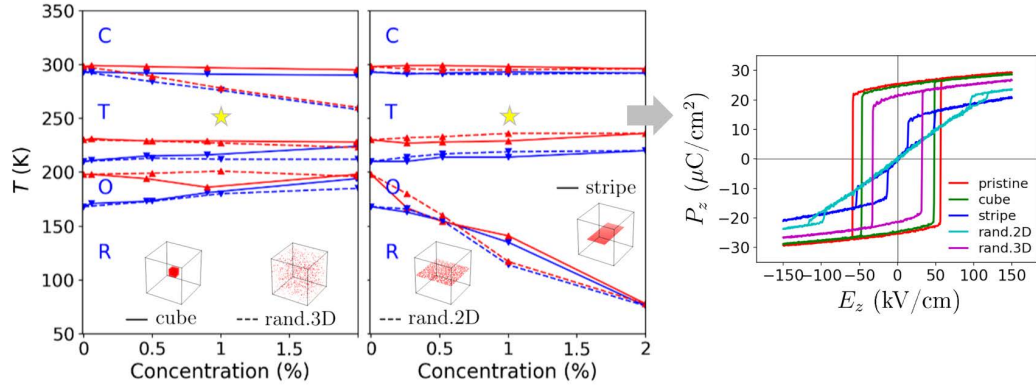 350
300
250
200
150
100
50
T (K)
C
T
O
R
cube
rand.3D
0
0.5
1
1.5
Concentration (%)
C
T
O
R
stripe
rand.2D
0
0.5
1
1.5
2
Concentration (%)
30
20
10
0
−10
−20
−30
P_z (μC/cm²)
pristine
cube
stripe
rand.2D
rand.3D
−150 −100 −50 0 50 100 150
E_z (kV/cm)